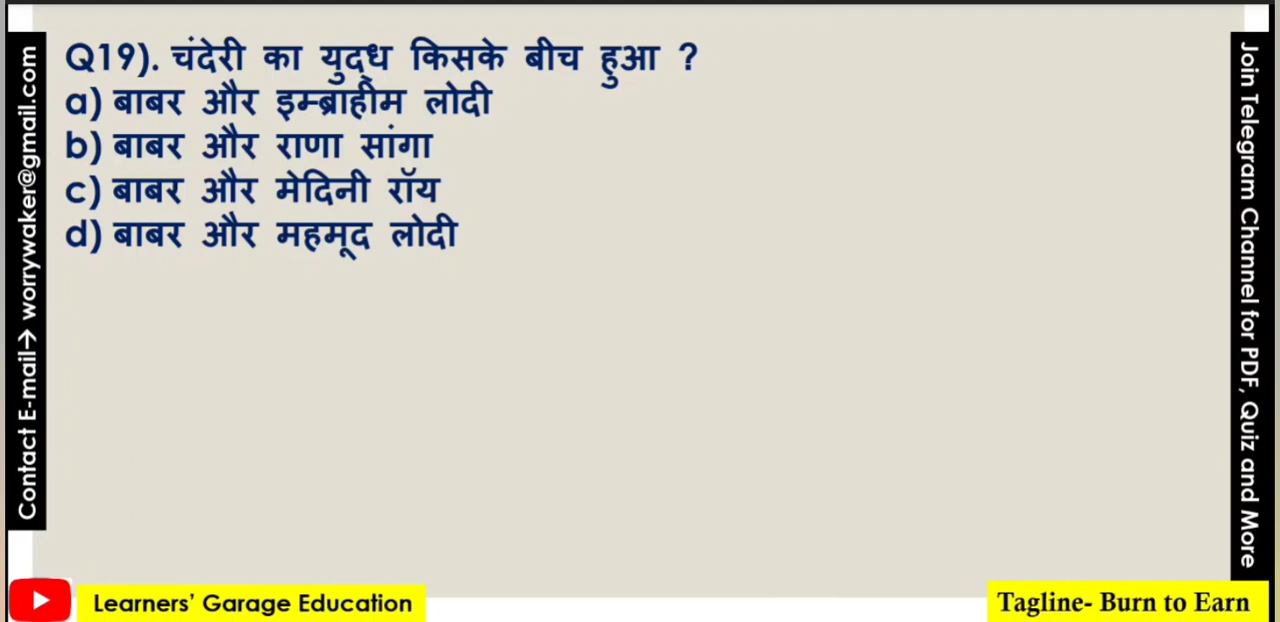 Q19). चंदेरी का युद्ध किसके बीच हुआ ?
a) बाबर और इम्ब्राहीम लोदी
b) बाबर और राणा सांगा
c) बाबर और मेदिनी रॉय
d) बाबर और महमूद लोदी
Contact E-mail→ worrywaker@gmail.com
Join Telegram Channel for PDF, Quiz and More
Learners’ Garage Education
Tagline- Burn to Earn